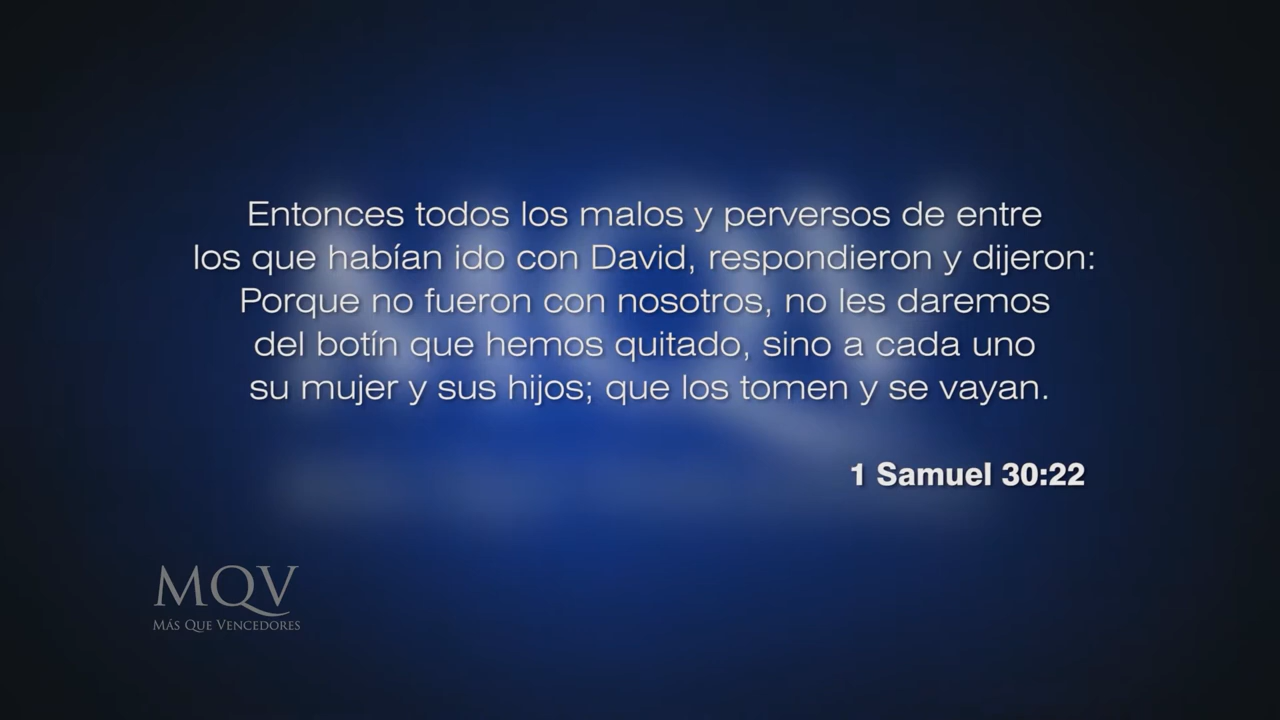 Entonces todos los malos y perversos de entre
los que habían ido con David, respondieron y dijeron:
Porque no fueron con nosotros, no les daremos
del botín que hemos quitado, sino a cada uno
su mujer y sus hijos; que los tomen y se vayan.
1 Samuel 30:22
MQV
Más Que Vencedores